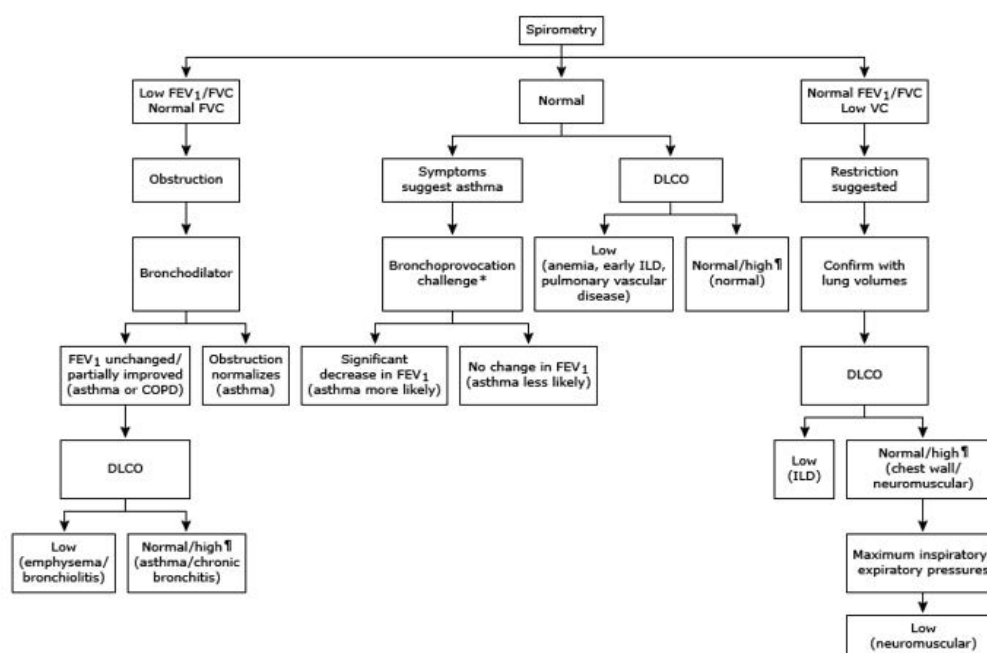 Spirometry
Low FEV₁/FVC
Normal FVC
Normal
Normal FEV₁/FVC
Low VC
Obstruction
Symptoms
suggest asthma
DLCO
Restriction
suggested
Bronchodilator
Bronchoprovocation
challenge*
Low
(anemia, early ILD,
pulmonary vascular
disease)
Normal/high¶
(normal)
Confirm with
lung volumes
FEV₁ unchanged/
partially improved
(asthma or COPD)
Obstruction
normalizes
(asthma)
Significant
decrease in FEV₁
(asthma more likely)
No change in FEV₁
(asthma less likely)
DLCO
DLCO
Low
(ILD)
Normal/high¶
(chest wall/
neuromuscular)
Low
(emphysema/
bronchiolitis)
Normal/high¶
(asthma/chronic
bronchitis)
Maximum inspiratory
expiratory pressures
Low
(neuromuscular)